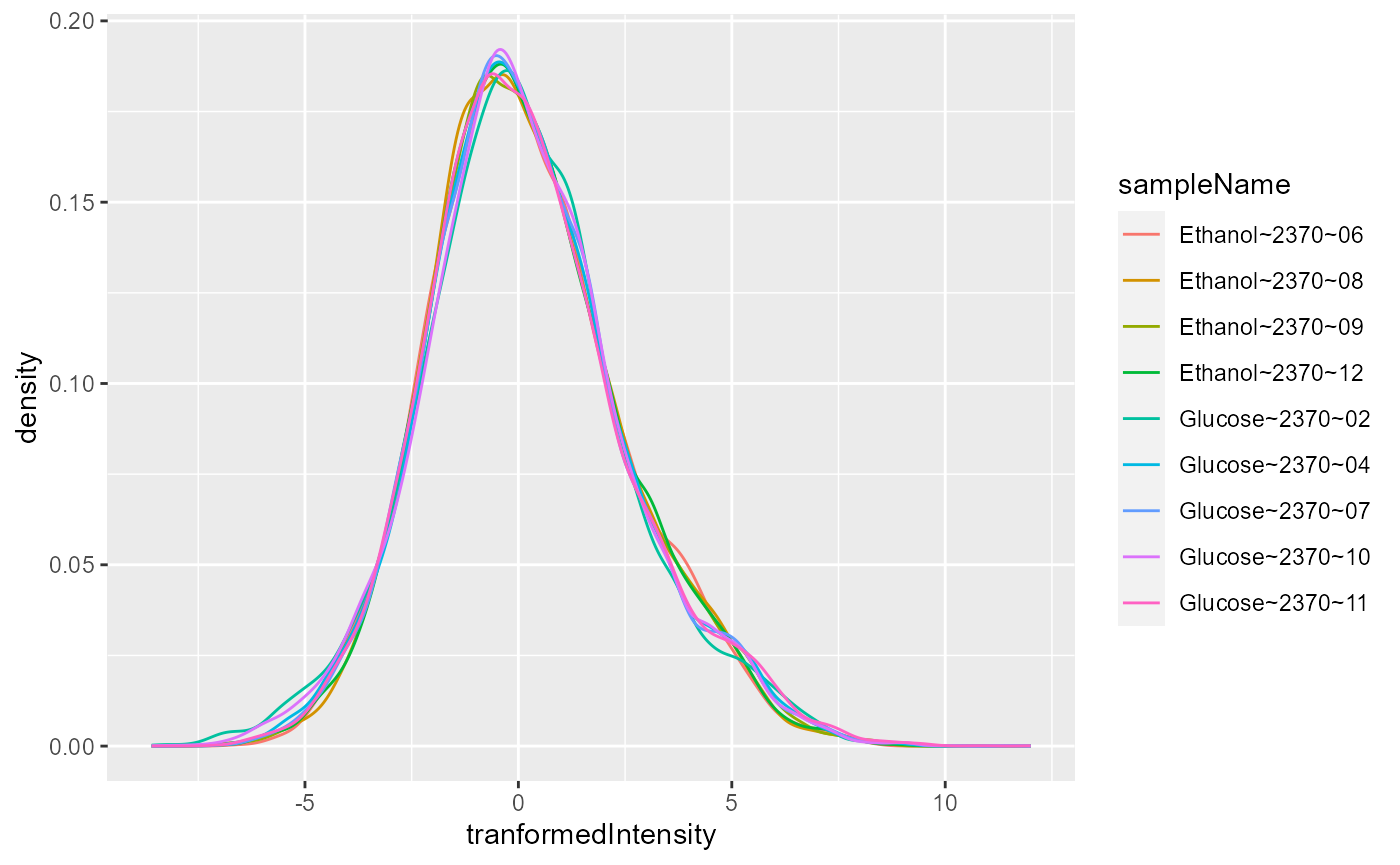 0.20
0.15
0.10
0.05
0.00
density
-5
0
5
10
tranformedIntensity
sampleName
Ethanol~2370~06
Ethanol~2370~08
Ethanol~2370~09
Ethanol~2370~12
Glucose~2370~02
Glucose~2370~04
Glucose~2370~07
Glucose~2370~10
Glucose~2370~11